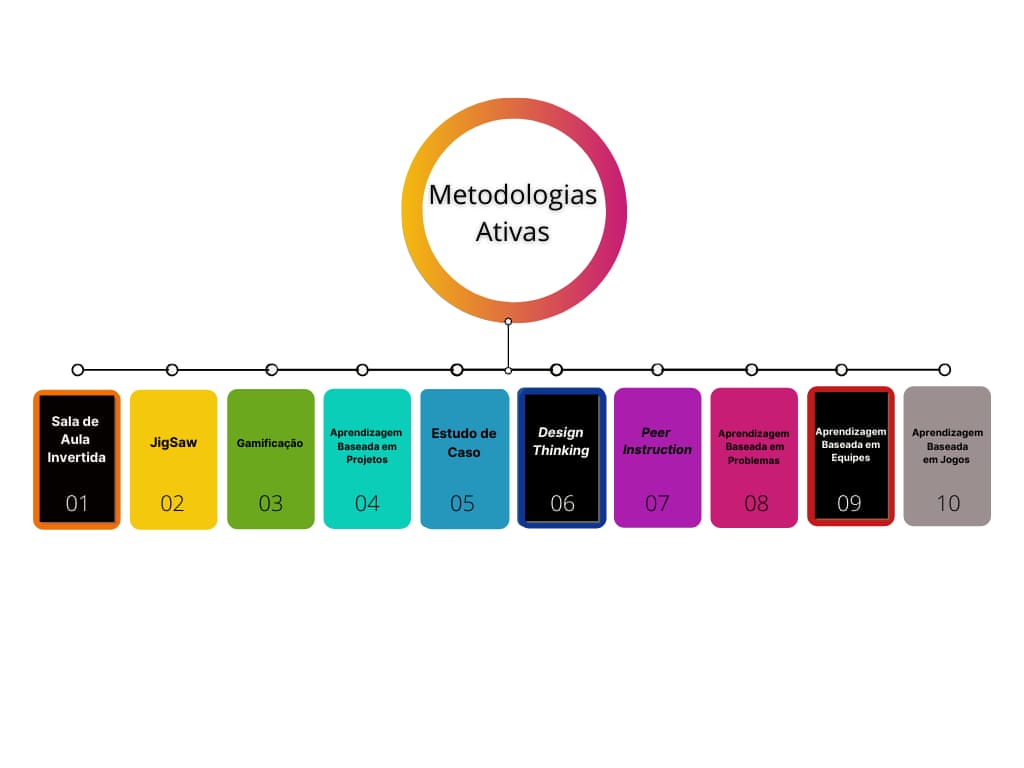 Metodologias
Ativas
Sala de
Aula
Invertida
01
JigSaw
02
Gamificação
03
Aprendizagem
Baseada em
Projetos
04
Estudo de
Caso
05
Design
Thinking
06
Peer
Instruction
07
Aprendizagem
Baseada em
Problemas
08
Aprendizagem
Baseada em
Equipes
09
Aprendizagem
Baseada
em Jogos
10